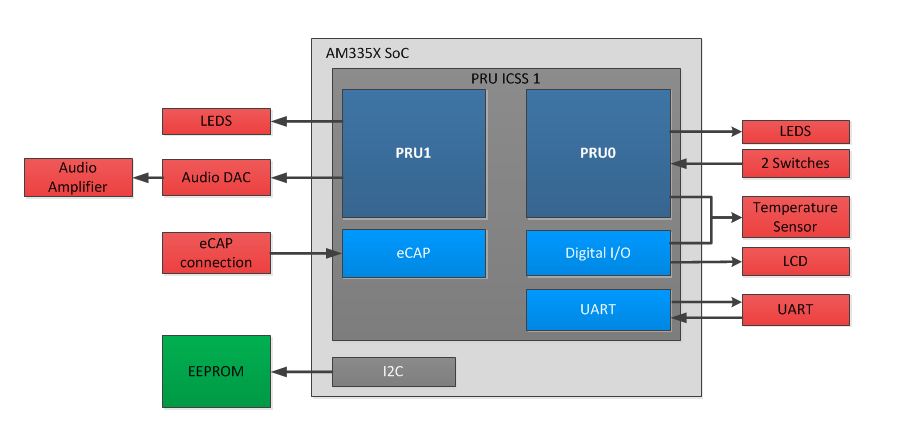 AM335X SoC
PRU ICSS 1
LEDS
PRU1
PRU0
LEDS
2 Switches
Audio
Amplifier
Audio DAC
Temperature
Sensor
eCAP
connection
eCAP
Digital I/O
LCD
UART
UART
EEPROM
I2C